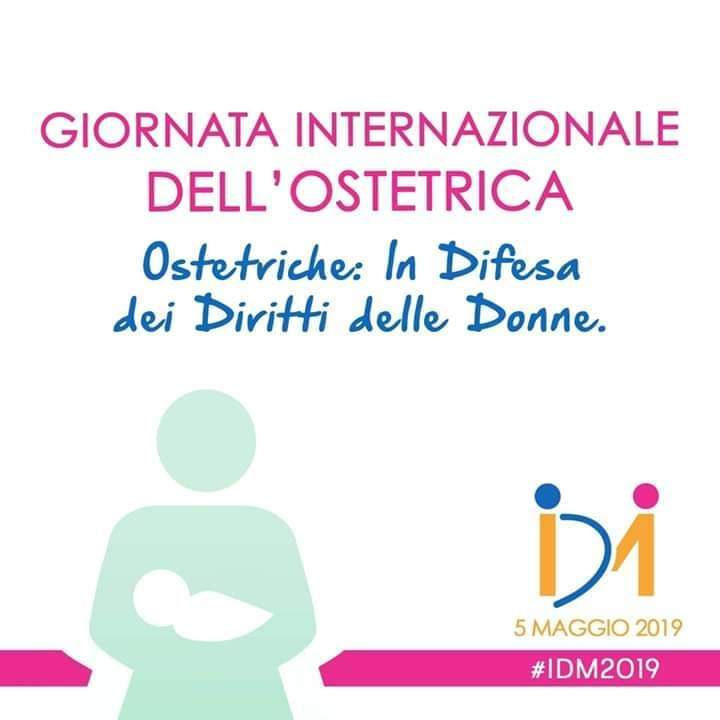 GIORNATA INTERNAZIONALE
DELL'OSTETRICA
Ostetriche: In Difesa
dei Diritti delle Donne.
IDM
5 MAGGIO 2019
#IDM2019